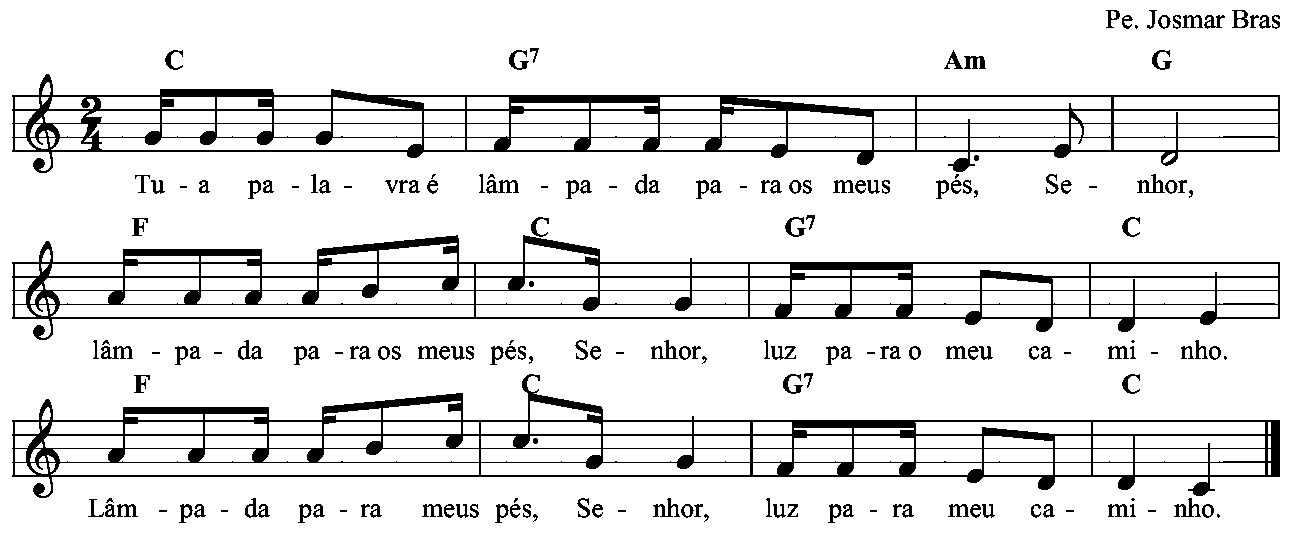 Pe. Josmar Bras
C G7 Am G
2
4
Tu - a pa - la - vra é lâm - pa - da pa - ra os meus pés, Se - nhor,
F C G7 C
lâm - pa - da pa - ra os meus pés, Se - nhor, luz pa - ra o meu ca - mi - nho.
F C G7 C
Lâm - pa - da pa - ra meus pés, Se - nhor, luz pa - ra meu ca - mi - nho.